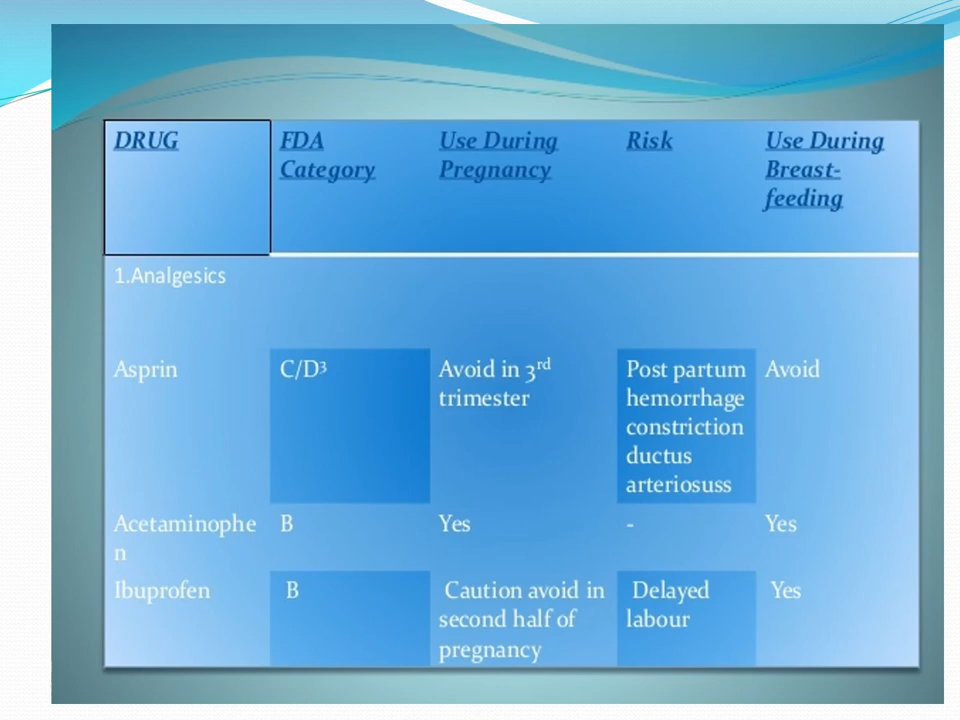 DRUG
FDA
Category
Use During
Pregnancy
Risk
Use During
Breast-
feeding
1.Analgesics
Asprin
C/D³
Avoid in 3rd
trimester
Post partum
hemorrhage
constriction
ductus
arteriosuss
Avoid
Acetaminophe
n
B
Yes
-
Yes
Ibuprofen
B
Caution avoid in
second half of
pregnancy
Delayed
labour
Yes